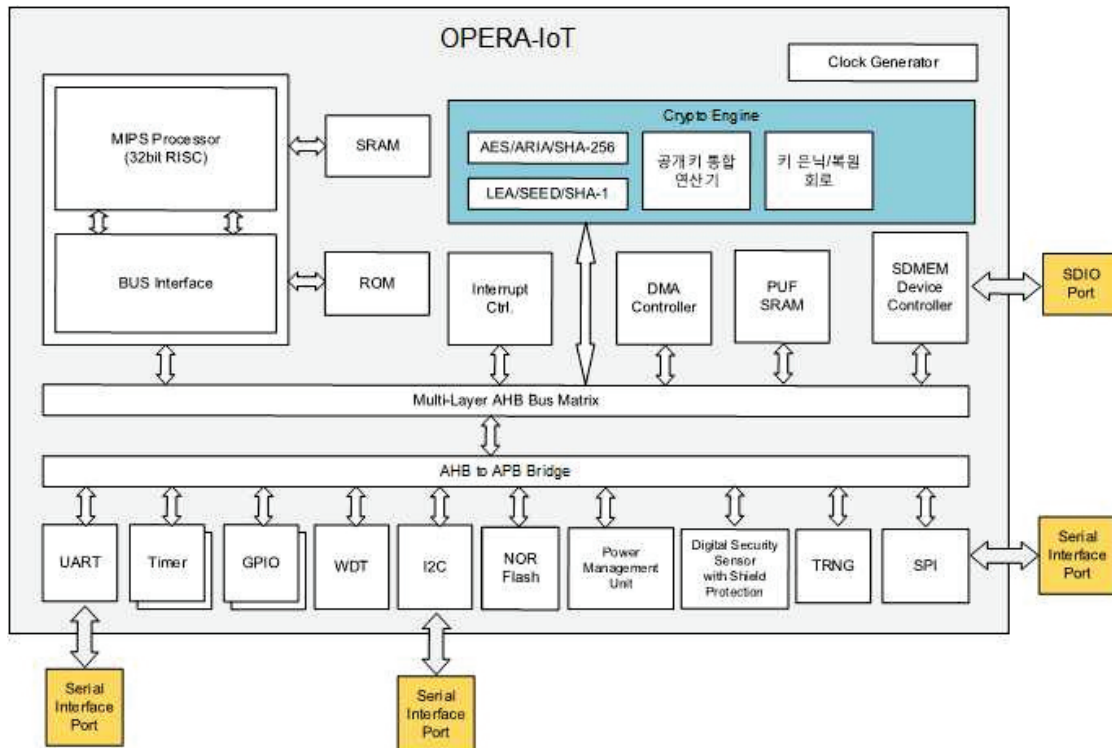 OPERA-IoT
Clock Generator
MIPS Processor
(32bit RISC)
SRAM
BUS Interface
ROM
Crypto Engine
AES/ARIA/SHA-256
LEA/SEED/SHA-1
공개키 통합
연산기
키 은닉/복원
회로
Interrupt
Ctrl.
DMA
Controller
PUF
SRAM
SDMEM
Device
Controller
SDIO
Port
Multi-Layer AHB Bus Matrix
AHB to APB Bridge
UART
Timer
GPIO
WDT
I2C
NOR
Flash
Power
Management
Unit
Digital Security
Sensor
with Shield
Protection
TRNG
SPI
Serial
Interface
Port
Serial
Interface
Port
Serial
Interface
Port